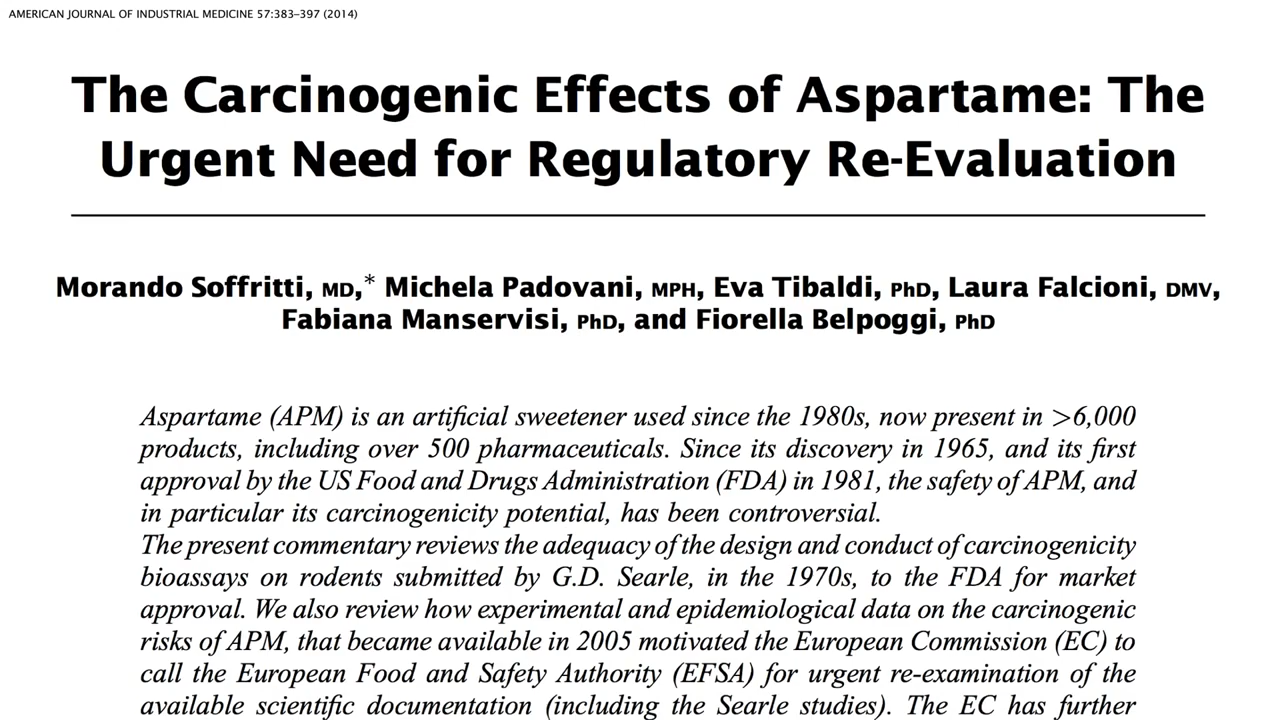 AMERICAN JOURNAL OF INDUSTRIAL MEDICINE 57:383–397 (2014)
The Carcinogenic Effects of Aspartame: The
Urgent Need for Regulatory Re-Evaluation
Morando Soffritti, MD,* Michela Padovani, MPH, Eva Tibaldi, PhD, Laura Falcioni, DMV,
Fabiana Manservisi, PhD, and Fiorella Belpoggi, PhD
Aspartame (APM) is an artificial sweetener used since the 1980s, now present in >6,000
products, including over 500 pharmaceuticals. Since its discovery in 1965, and its first
approval by the US Food and Drugs Administration (FDA) in 1981, the safety of APM, and
in particular its carcinogenicity potential, has been controversial.
The present commentary reviews the adequacy of the design and conduct of carcinogenicity
bioassays on rodents submitted by G.D. Searle, in the 1970s, to the FDA for market
approval. We also review how experimental and epidemiological data on the carcinogenic
risks of APM, that became available in 2005 motivated the European Commission (EC) to
call the European Food and Safety Authority (EFSA) for urgent re-examination of the
available scientific documentation (including the Searle studies). The EC has further